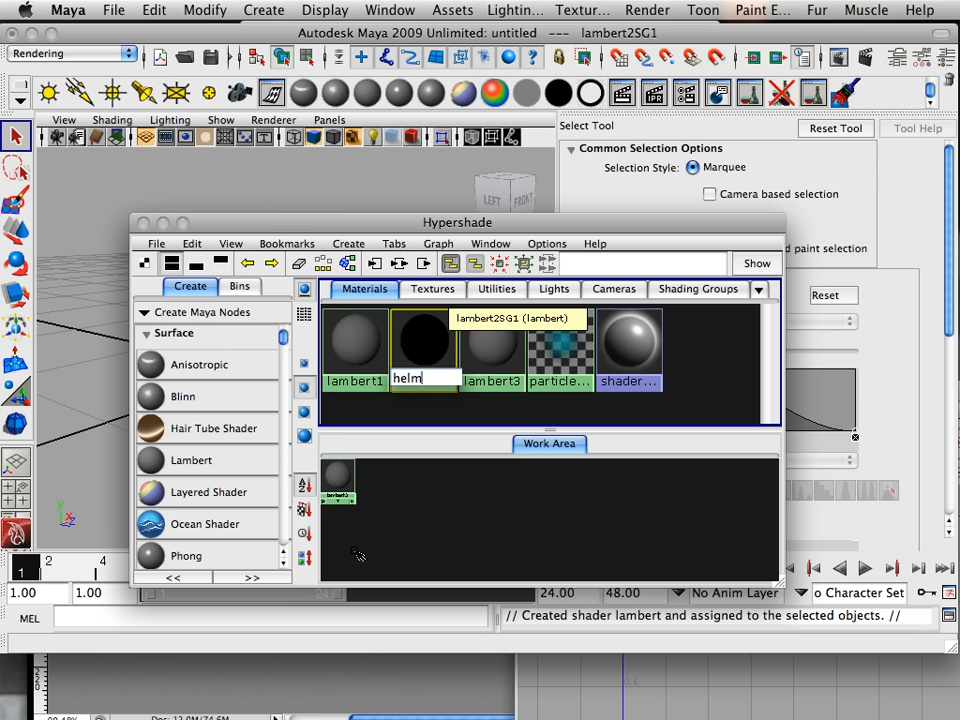 Maya File Edit Modify Create Display Window Assets Lightin... Textur... Render Toon Paint E... Fur Muscle Help
Autodesk Maya 2009 Unlimited: untitled --- lambert2SG1
Rendering
IPR
View Shading Lighting Show Renderer Panels
Select Tool
Reset Tool
Tool Help
Common Selection Options
Selection Style: Marquee
Camera based selection
LEFT FRONT
Hypershade
File Edit View Bookmarks Create Tabs Graph Window Options Help
d paint selection
Show
Create Bins
Materials Textures Utilities Lights Cameras Shading Groups
Reset
Create Maya Nodes
lambert2SG1 (lambert)
Surface
Anisotropic
helm
lambert1
lambert3
particle...
shader...
Blinn
Hair Tube Shader
Work Area
Lambert
Layered Shader
Ocean Shader
Phong
<< >>
y
x
1 2 4
1.00 1.00
24
24.00 48.00 No Anim Layer
o Character Set
MEL
// Created shader lambert and assigned to the selected objects. //
0.6